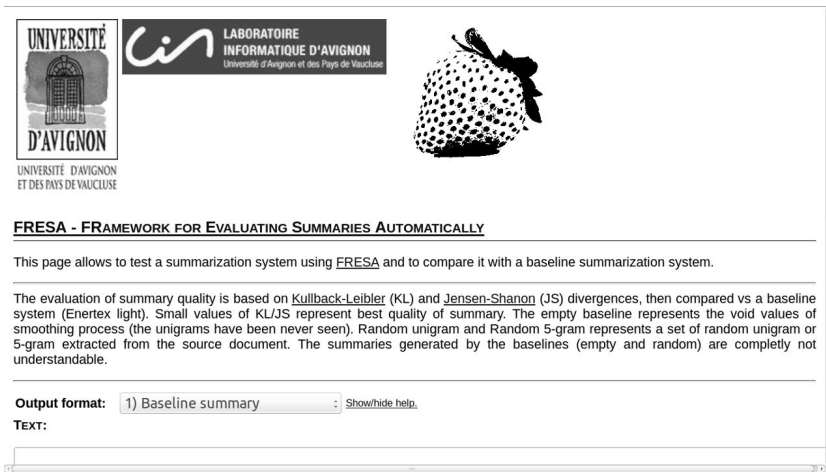 UNIVERSITÉ
D'AVIGNON
UNIVERSITÉ D'AVIGNON
ET DES PAYS DE VAUCLUSE
LABORATOIRE
INFORMATIQUE D'AVIGNON
Université d'Avignon et des Pays de Vaucluse
FRESA - FRAMEWORK FOR EVALUATING SUMMARIES AUTOMATICALLY
This page allows to test a summarization system using FRESA and to compare it with a baseline summarization system.
The evaluation of summary quality is based on Kullback-Leibler (KL) and Jensen-Shanon (JS) divergences, then compared vs a baseline
system (Enertex light). Small values of KL/JS represent best quality of summary. The empty baseline represents the void values of
smoothing process (the unigrams have been never seen). Random unigram and Random 5-gram represents a set of random unigram or
5-gram extracted from the source document. The summaries generated by the baselines (empty and random) are completly not
understandable.
Output format: 1) Baseline summary Show/hide help.
TEXT: